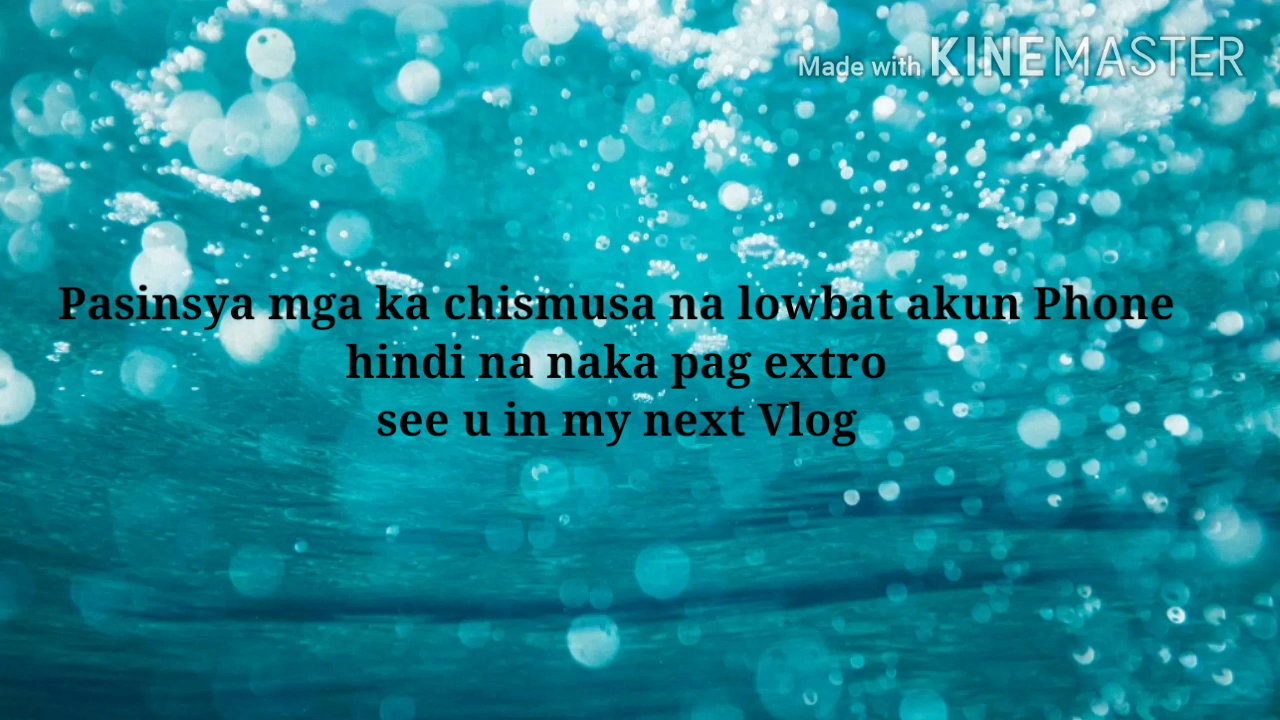 Made with KINEMASTER
Pasinsya mga ka chismusa na lowbat akun Phone
hindi na naka pag extro
see u in my next Vlog